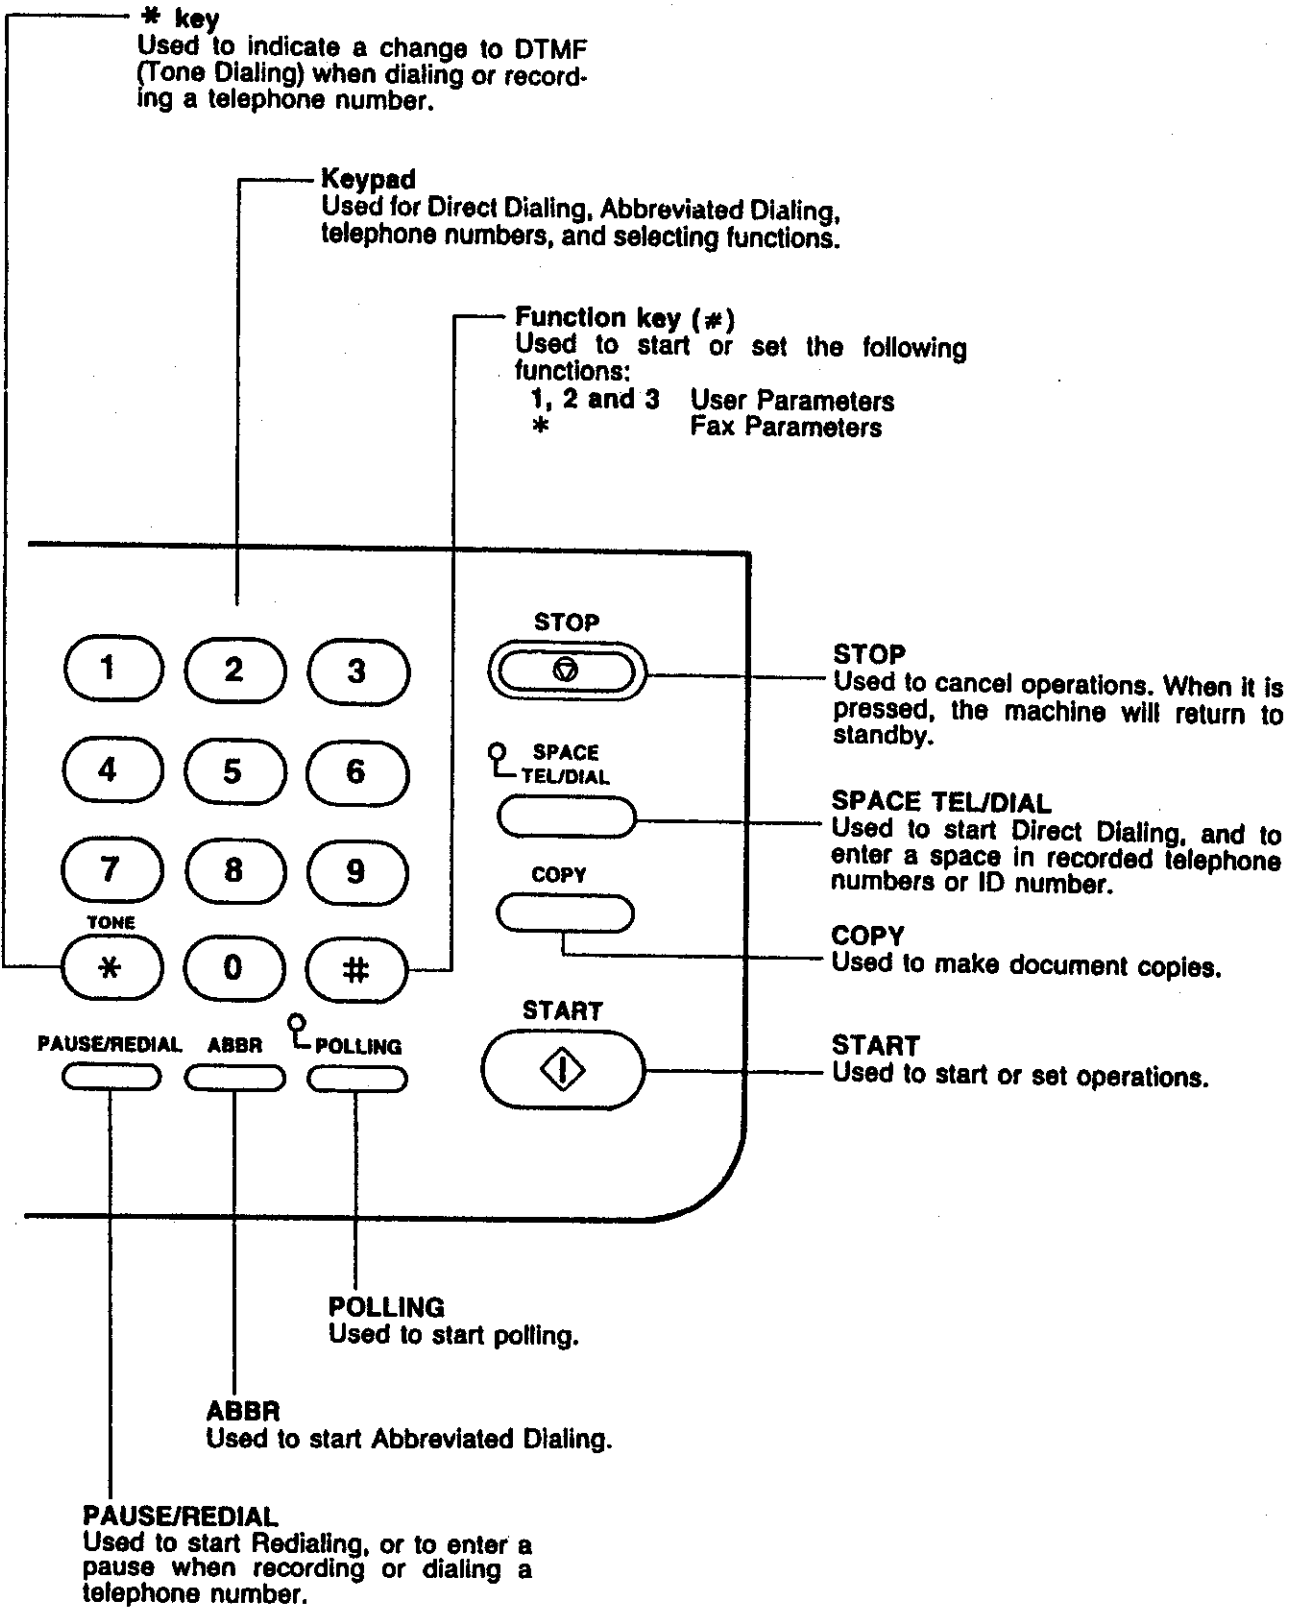 * key
Used to indicate a change to DTMF
(Tone Dialing) when dialing or record-
ing a telephone number.
Keypad
Used for Direct Dialing, Abbreviated Dialing,
telephone numbers, and selecting functions.
Function key (#)
Used to start or set the following
functions:
1, 2 and 3 User Parameters
* Fax Parameters
1 2 3
4 5 6
7 8 9
TONE
* 0 #
PAUSE/REDIAL ABBR POLLING
STOP
SPACE
TEL/DIAL
COPY
START
STOP
Used to cancel operations. When it is
pressed, the machine will return to
standby.
SPACE TEL/DIAL
Used to start Direct Dialing, and to
enter a space in recorded telephone
numbers or ID number.
COPY
Used to make document copies.
START
Used to start or set operations.
POLLING
Used to start polling.
ABBR
Used to start Abbreviated Dialing.
PAUSE/REDIAL
Used to start Redialing, or to enter a
pause when recording or dialing a
telephone number.